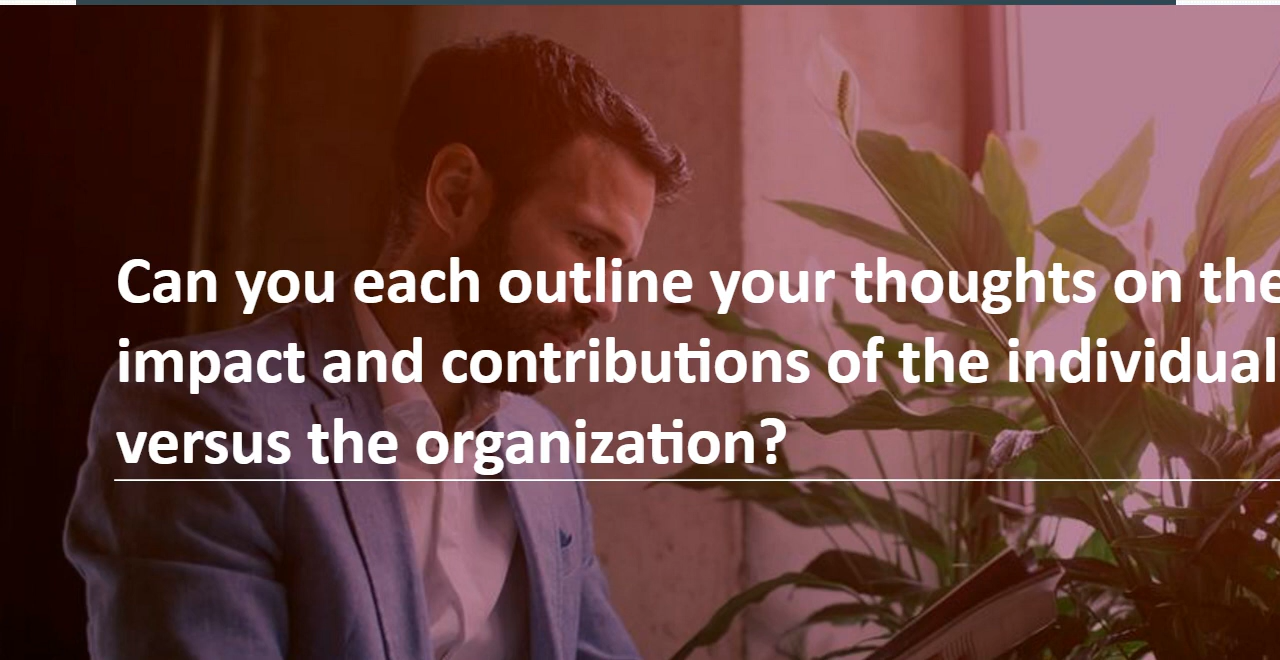 Can you each outline your thoughts on the
impact and contributions of the individual
versus the organization?